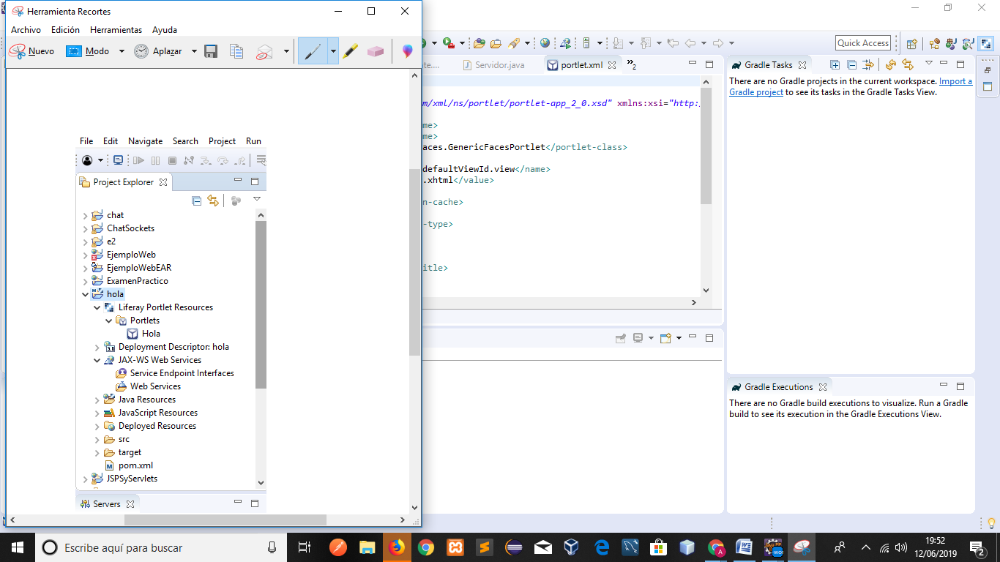 Herramienta Recortes
Archivo Edición Herramientas Ayuda
Nuevo Modo Aplazar
File Edit Navigate Search Project Run
Project Explorer
chat
ChatSockets
e2
EjemploWeb
EjemploWebEAR
ExamenPractico
hola
Liferay Portlet Resources
Portlets
Hola
Deployment Descriptor: hola
JAX-WS Web Services
Service Endpoint Interfaces
Web Services
Java Resources
JavaScript Resources
Deployed Resources
src
target
pom.xml
JSPSyServlets
Servers
Quick Access
te.... Servidor.java portlet.xml »2
m/xml/ns/portlet/portlet-app_2_0.xsd" xmlns:xsi="http:
me>
me>
aces.GenericFacesPortlet</portlet-class>
defaultViewId.view</name>
.xhtml</value>
n-cache>
-type>
itle>
Gradle Tasks
There are no Gradle projects in the current workspace. Import a
Gradle project to see its tasks in the Gradle Tasks View.
Gradle Executions
There are no Gradle build executions to visualize. Run a Gradle
build to see its execution in the Gradle Executions View.
Escribe aquí para buscar
19:52
12/06/2019
2